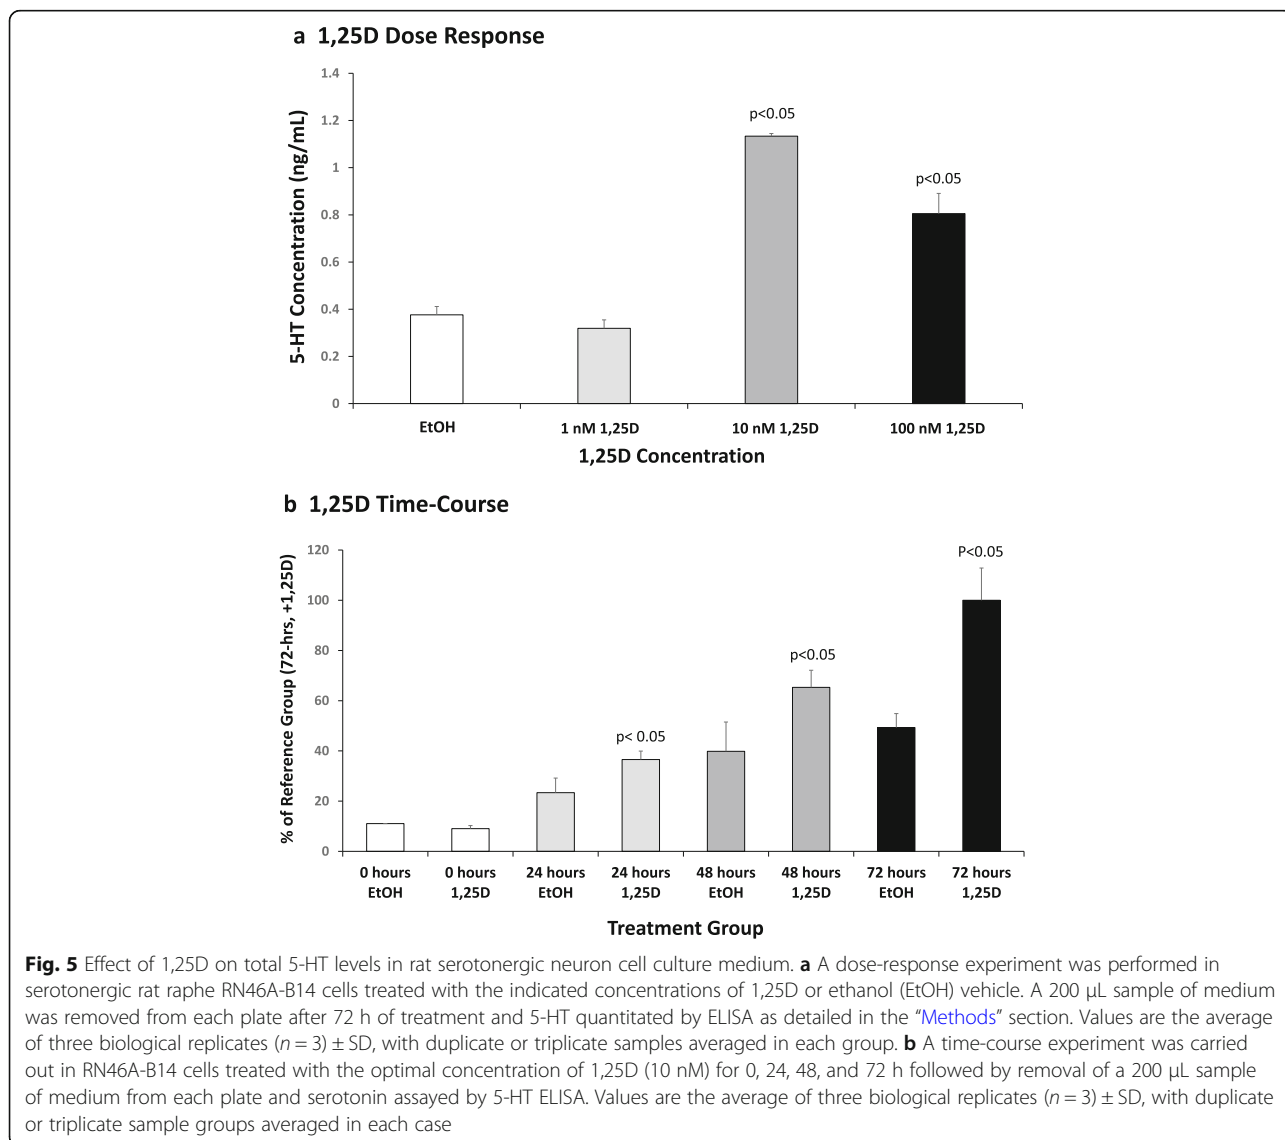 a 1,25D Dose Response
5-HT Concentration (ng/mL)
1.4
1.2
1
0.8
0.6
0.4
0.2
0
p<0.05
p<0.05
EtOH
1 nM 1,25D
10 nM 1,25D
100 nM 1,25D
1,25D Concentration
b 1,25D Time-Course
% of Reference Group (72-hrs, +1,25D)
120
100
80
60
40
20
0
p< 0.05
p<0.05
P<0.05
0 hours
EtOH
0 hours
1,25D
24 hours
EtOH
24 hours
1,25D
48 hours
EtOH
48 hours
1,25D
72 hours
EtOH
72 hours
1,25D
Treatment Group
Fig. 5 Effect of 1,25D on total 5-HT levels in rat serotonergic neuron cell culture medium. a A dose-response experiment was performed in
serotonergic rat raphe RN46A-B14 cells treated with the indicated concentrations of 1,25D or ethanol (EtOH) vehicle. A 200 μL sample of medium
was removed from each plate after 72 h of treatment and 5-HT quantitated by ELISA as detailed in the “Methods” section. Values are the average
of three biological replicates (n = 3) ± SD, with duplicate or triplicate samples averaged in each group. b A time-course experiment was carried
out in RN46A-B14 cells treated with the optimal concentration of 1,25D (10 nM) for 0, 24, 48, and 72 h followed by removal of a 200 μL sample
of medium from each plate and serotonin assayed by 5-HT ELISA. Values are the average of three biological replicates (n = 3) ± SD, with duplicate
or triplicate sample groups averaged in each case